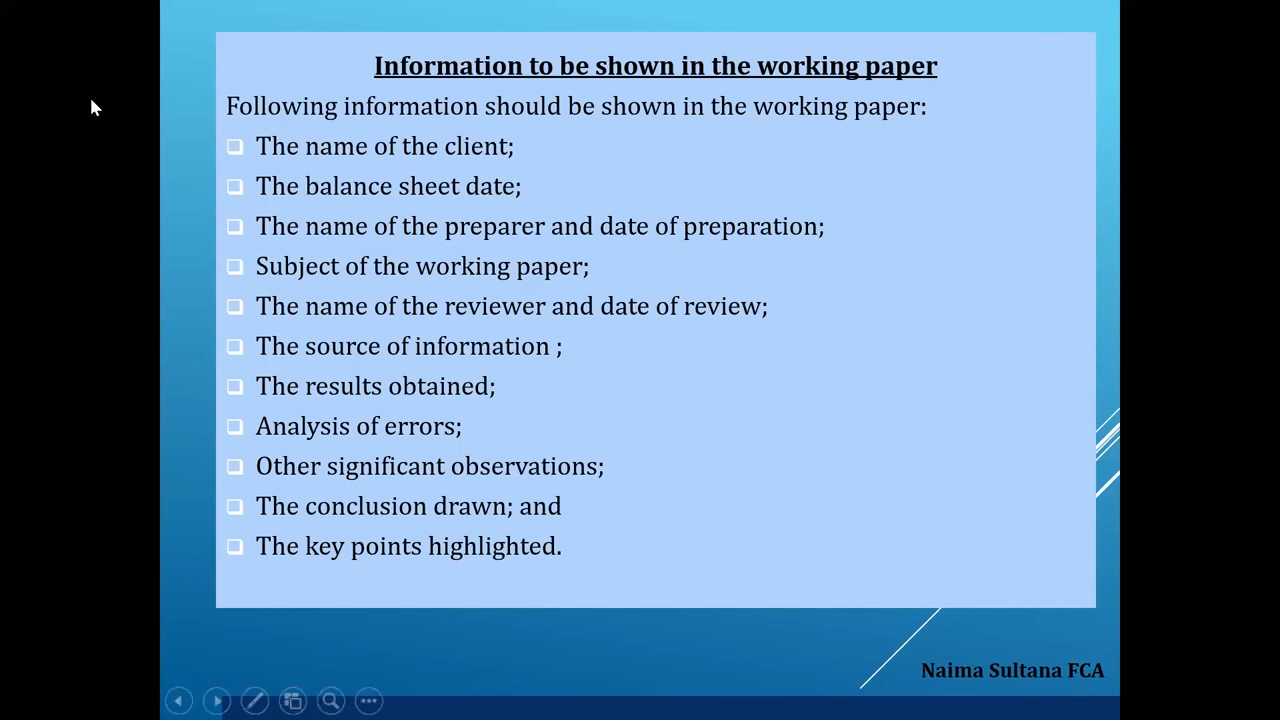 Information to be shown in the working paper
Following information should be shown in the working paper:
The name of the client;
The balance sheet date;
The name of the preparer and date of preparation;
Subject of the working paper;
The name of the reviewer and date of review;
The source of information ;
The results obtained;
Analysis of errors;
Other significant observations;
The conclusion drawn; and
The key points highlighted.
Naima Sultana FCA